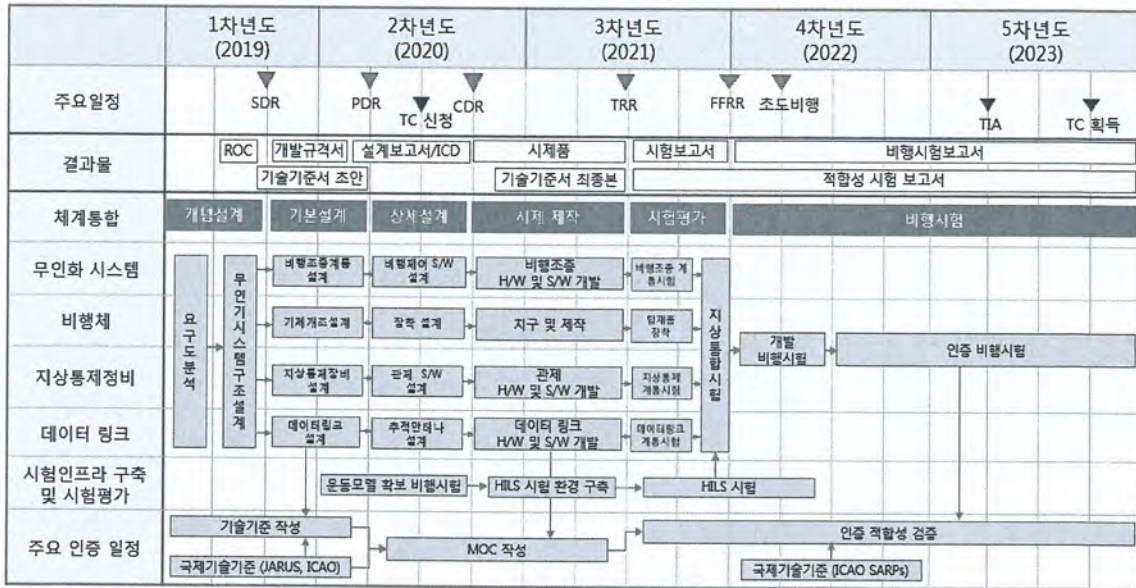 1차년도 2차년도 3차년도 4차년도 5차년도
(2019) (2020) (2021) (2022) (2023)
주요일정
SDR PDR CDR TRR FFRR 초도비행
TC 신청 TIA TC 획득
결과물
ROC 개발규격서 설계보고서/ICD 시제품 시험보고서 비행시험보고서
기술기준서 초안 기술기준서 최종본 적합성 시험 보고서
체계통합 개념설계 기본설계 상세설계 시제 제작 시험평가 비행시험
무인화 시스템
요구도분석
무인기시스템구조설계
비행조종계통
설계
비행제어 S/W
설계
비행조종
H/W 및 S/W 개발
비행조종 계
통시험
지상통합시험
비행체
기체개조설계 장착 설계 치구 및 제작
탑재품
장착
개발
비행시험
인증 비행시험
지상통제장비
지상통제장비
설계
관제 S/W
설계
관제
H/W 및 S/W 개발
지상통제
계통시험
데이터 링크
데이터링크
설계
추적안테나
설계
데이터 링크
H/W 및 S/W 개발
데이터링크
계통시험
시험인프라 구축
및 시험평가
운동모델 확보 비행시험 HILS 시험 환경 구축 HILS 시험
주요 인증 일정
기술기준 작성 인증 적합성 검증
MOC 작성
국제기술기준 (JARUS, ICAO) 국제기술기준 (ICAO SARPs)